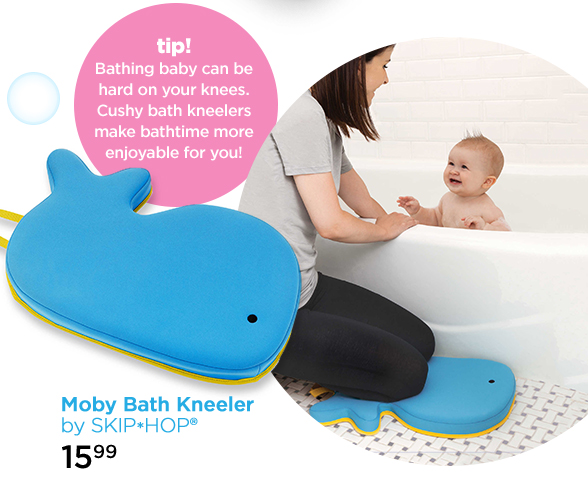 tip!
Bathing baby can be
hard on your knees.
Cushy bath kneelers
make bathtime more
enjoyable for you!
Moby Bath Kneeler
by SKIP*HOP®
15⁹⁹